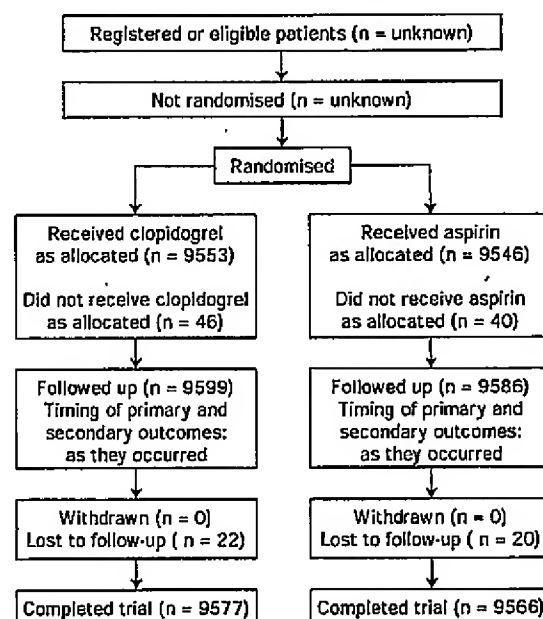 Registered or eligible patients (n = unknown)
Not randomised (n = unknown)
Randomised
Received clopidogrel
as allocated (n = 9553)
Did not receive clopidogrel
as allocated (n = 46)
Received aspirin
as allocated (n = 9546)
Did not receive aspirin
as allocated (n = 40)
Followed up (n = 9599)
Timing of primary and
secondary outcomes:
as they occurred
Followed up (n = 9586)
Timing of primary and
secondary outcomes:
as they occurred
Withdrawn (n = 0)
Lost to follow-up ( n = 22)
Withdrawn (n = 0)
Lost to follow-up ( n = 20)
Completed trial (n = 9577)
Completed trial (n = 9566)